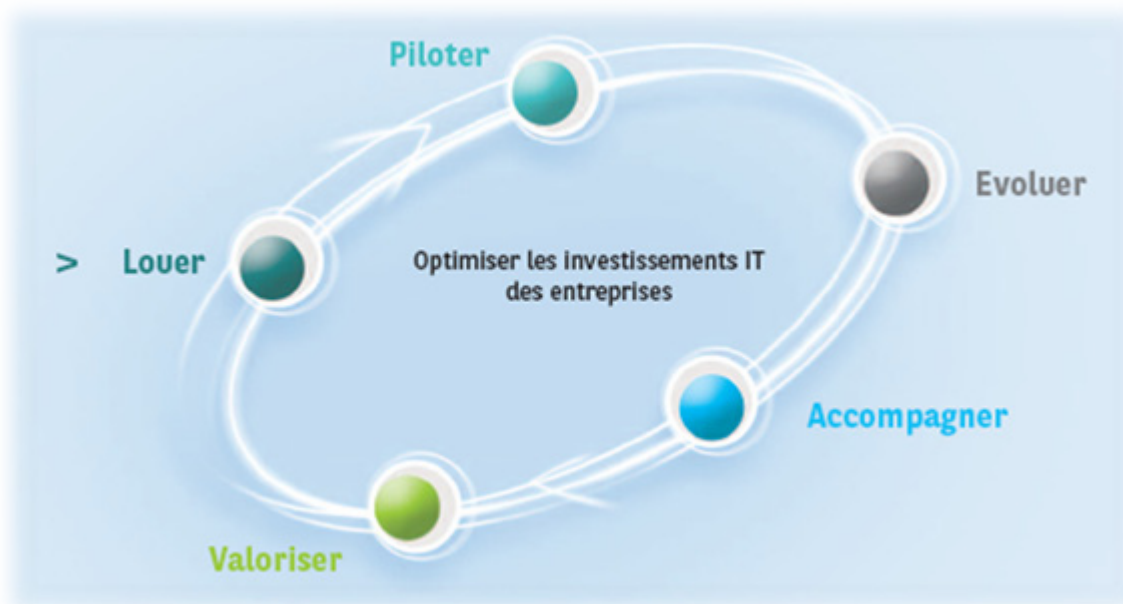 Piloter
Evoluer
> Louer
Optimiser les investissements IT
des entreprises
Accompagner
Valoriser